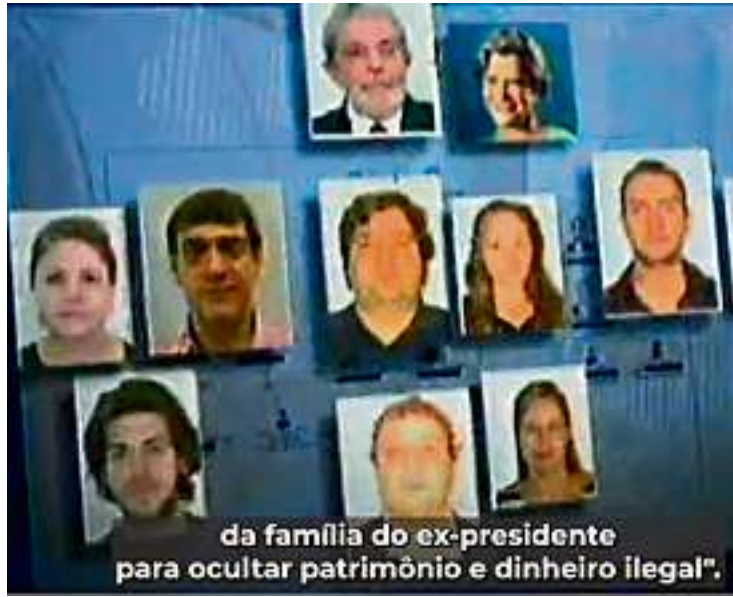 da família do ex-presidente
para ocultar patrimônio e dinheiro ilegal".